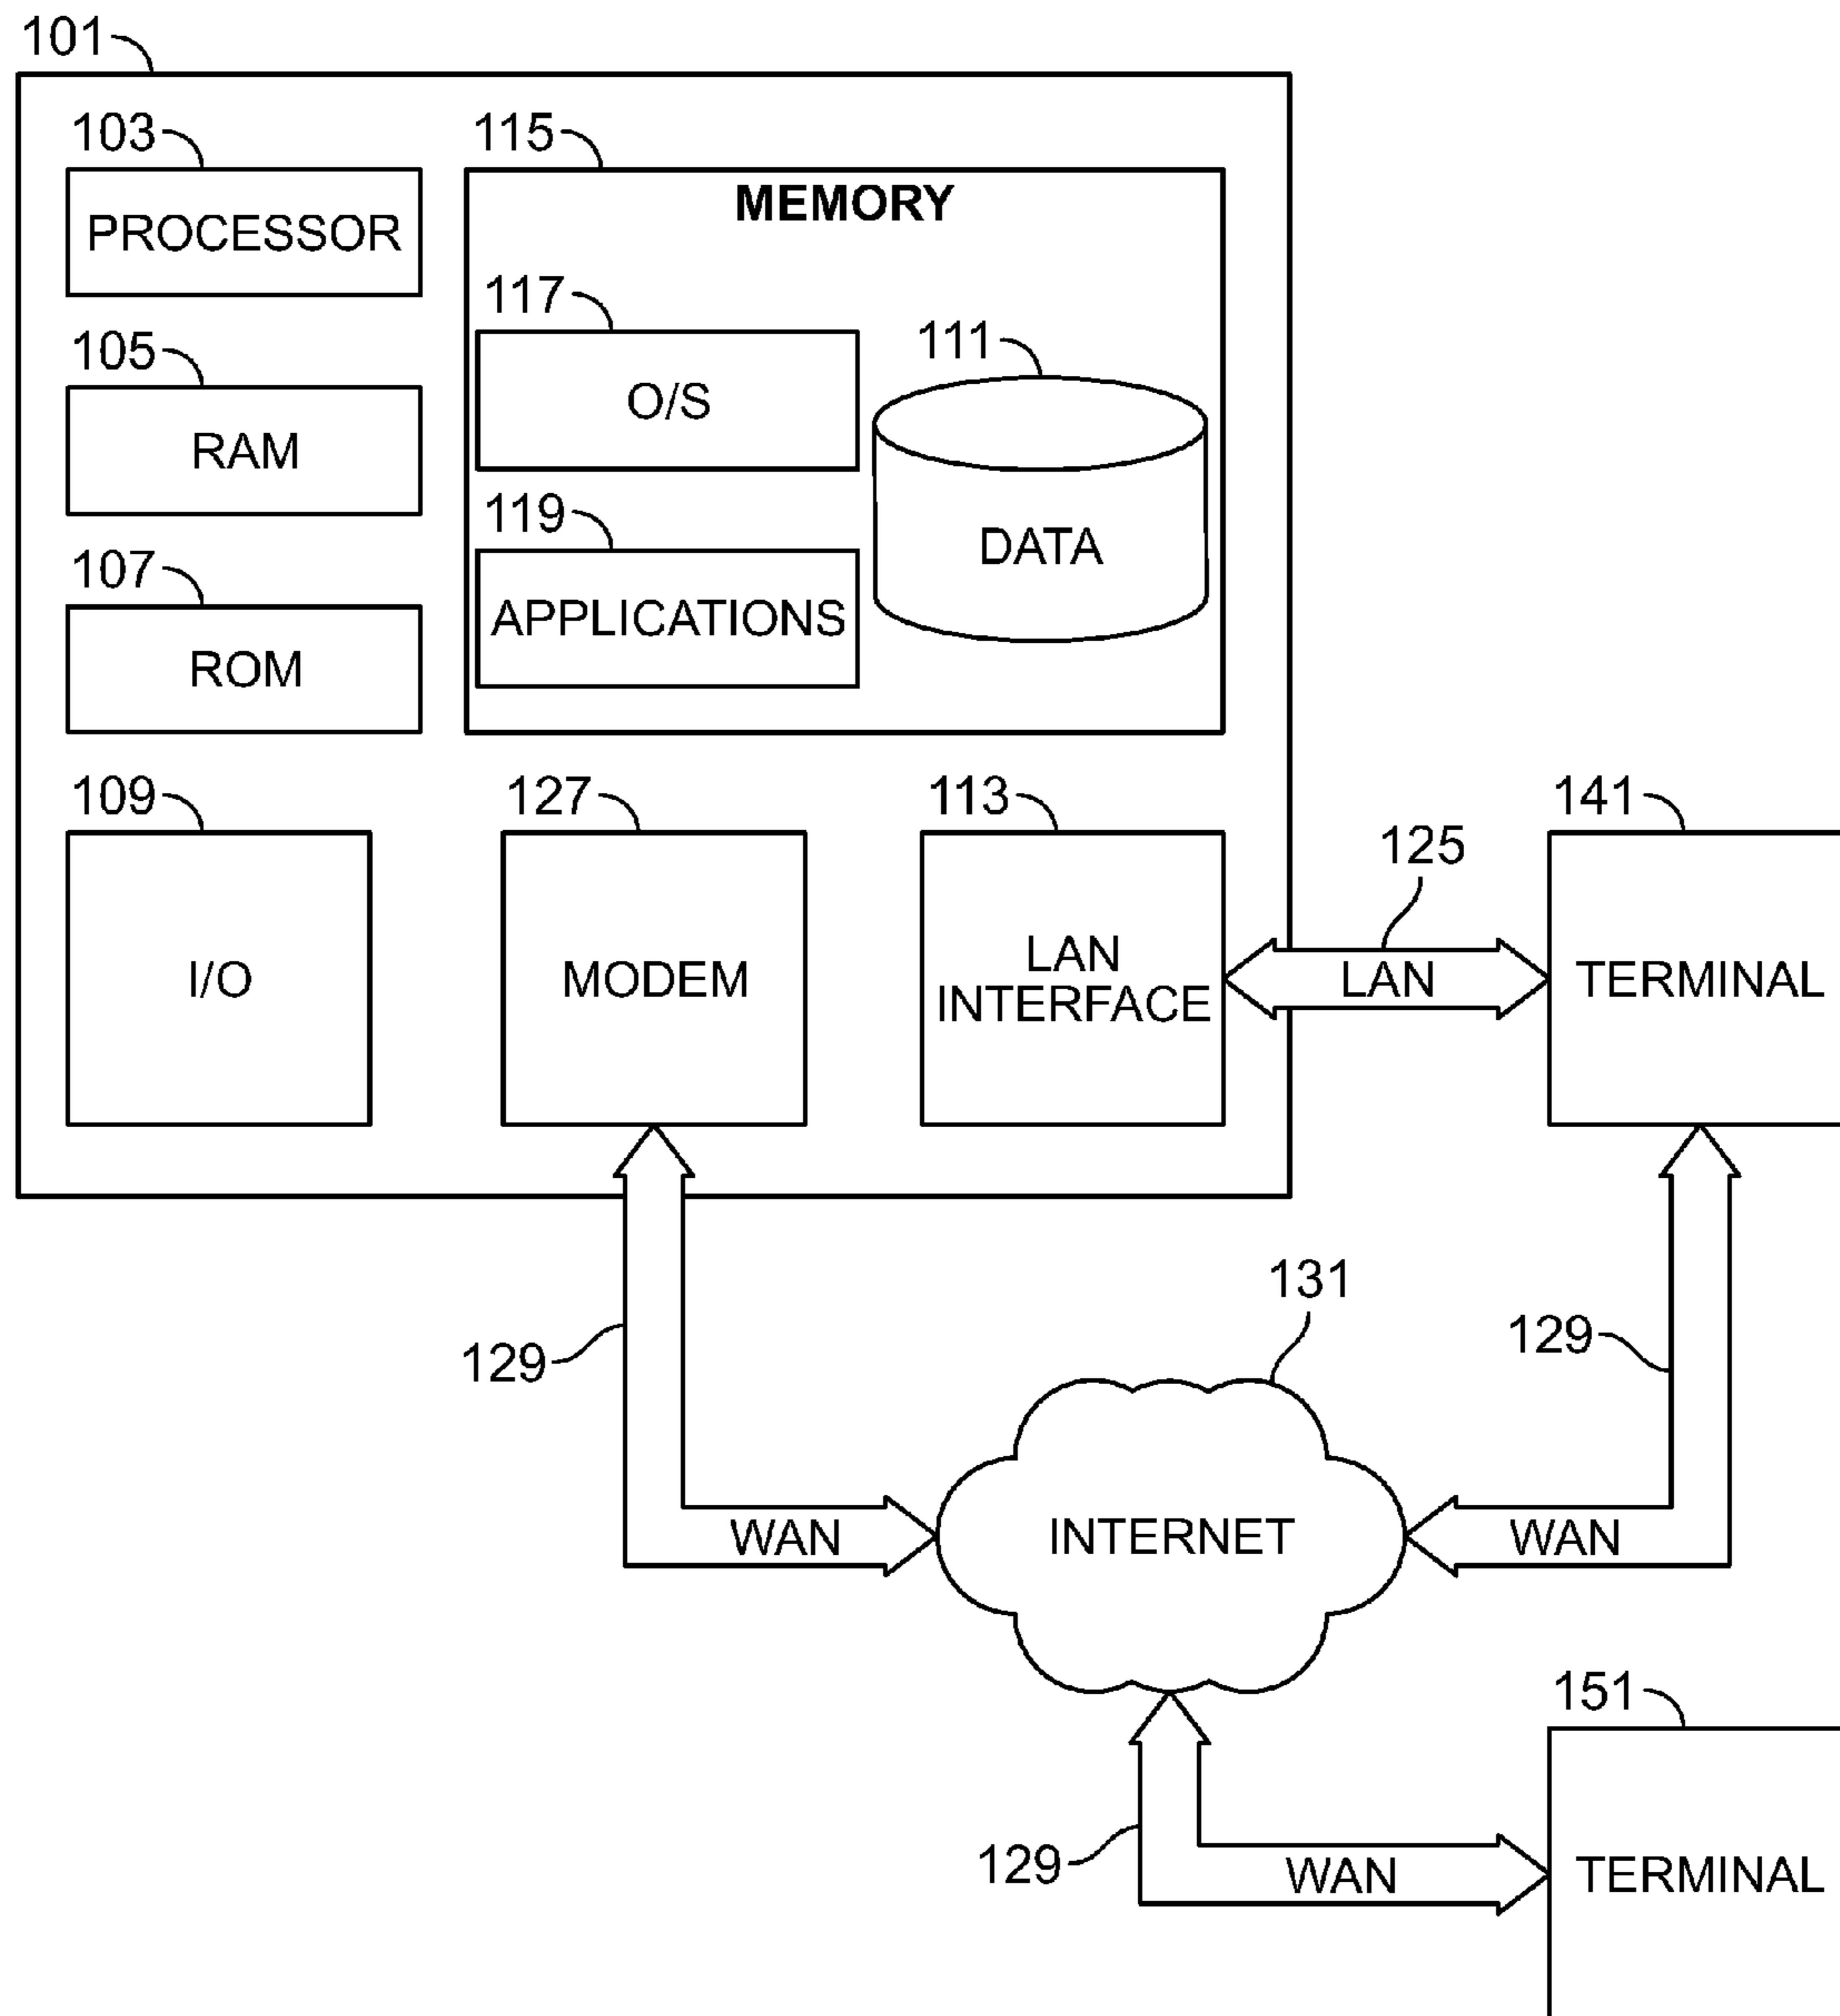 101
103
PROCESSOR
115
MEMORY
105
RAM
117
O/S
111
DATA
107
ROM
119
APPLICATIONS
109
I/O
127
MODEM
113
LAN
INTERFACE
125
LAN
141
TERMINAL
129
WAN
131
INTERNET
129
WAN
129
WAN
151
TERMINAL